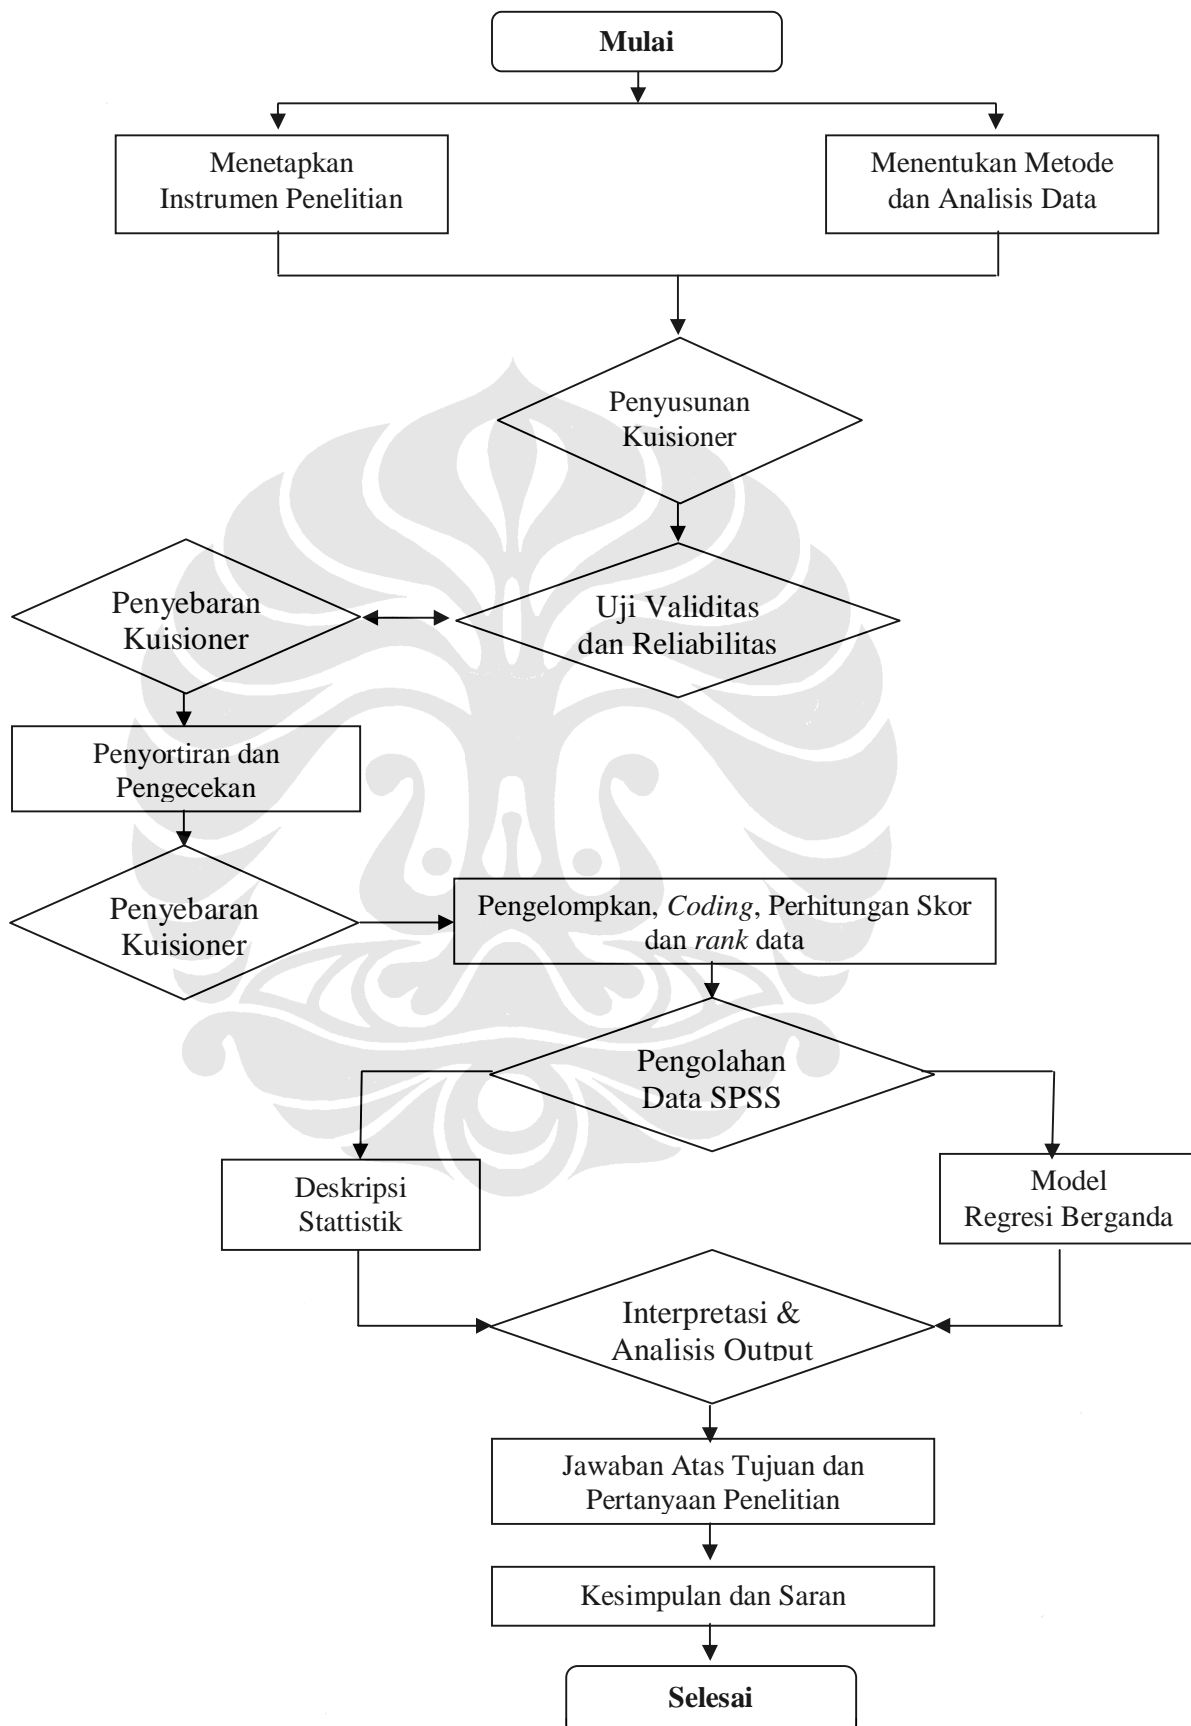 Mulai
Menetapkan
Instrumen Penelitian
Menentukan Metode
dan Analisis Data
Penyusunan
Kuisioner
Penyebaran
Kuisioner
Uji Validitas
dan Reliabilitas
Penyortiran dan
Pengecekan
Penyebaran
Kuisioner
Pengelompkan, Coding, Perhitungan Skor
dan rank data
Pengolahan
Data SPSS
Deskripsi
Stattistik
Model
Regresi Berganda
Interpretasi &
Analisis Output
Jawaban Atas Tujuan dan
Pertanyaan Penelitian
Kesimpulan dan Saran
Selesai